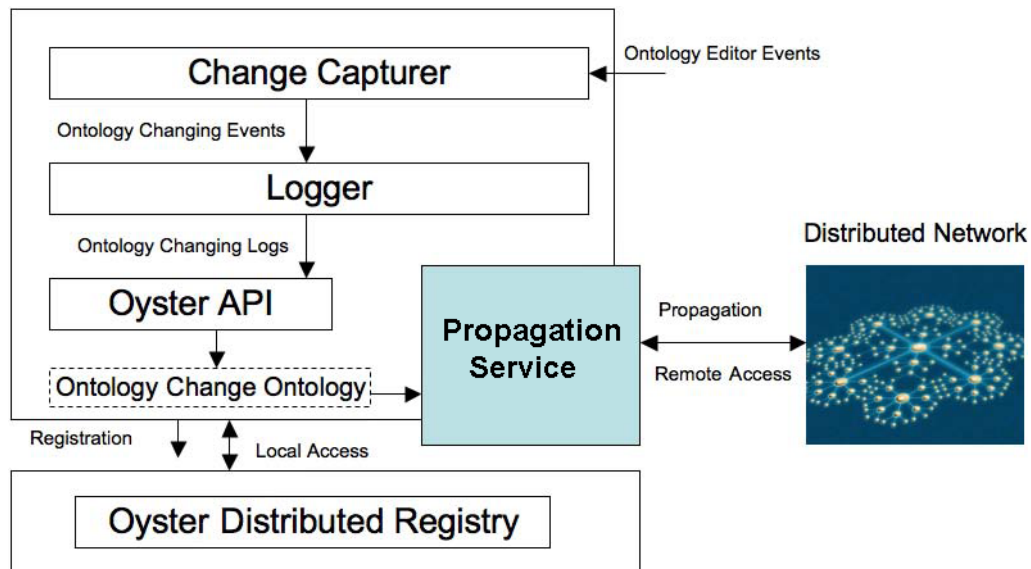 Ontology Editor Events
Change Capturer
Ontology Changing Events
Logger
Ontology Changing Logs
Distributed Network
Oyster API
Propagation
Service
Propagation
Remote Access
Ontology Change Ontology
Registration
Local Access
Oyster Distributed Registry